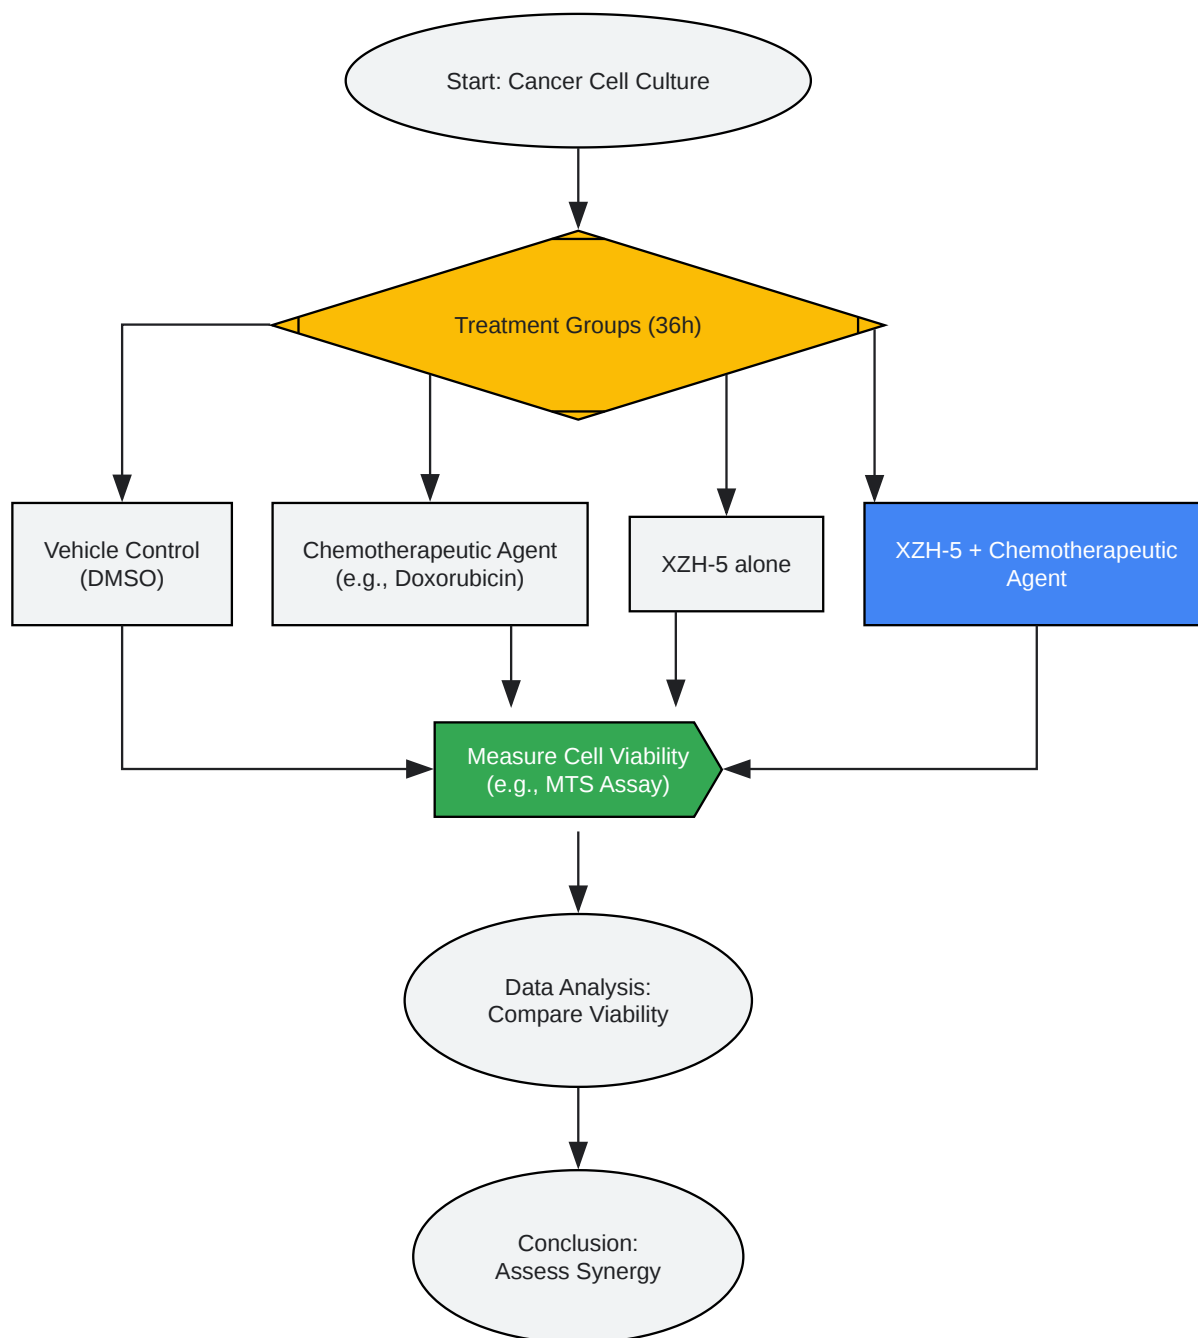 Start: Cancer Cell Culture
Treatment Groups (36h)
Vehicle Control
(DMSO)
Chemotherapeutic Agent
(e.g., Doxorubicin)
XZH-5 alone
XZH-5 + Chemotherapeutic
Agent
Measure Cell Viability
(e.g., MTS Assay)
Data Analysis:
Compare Viability
Conclusion:
Assess Synergy